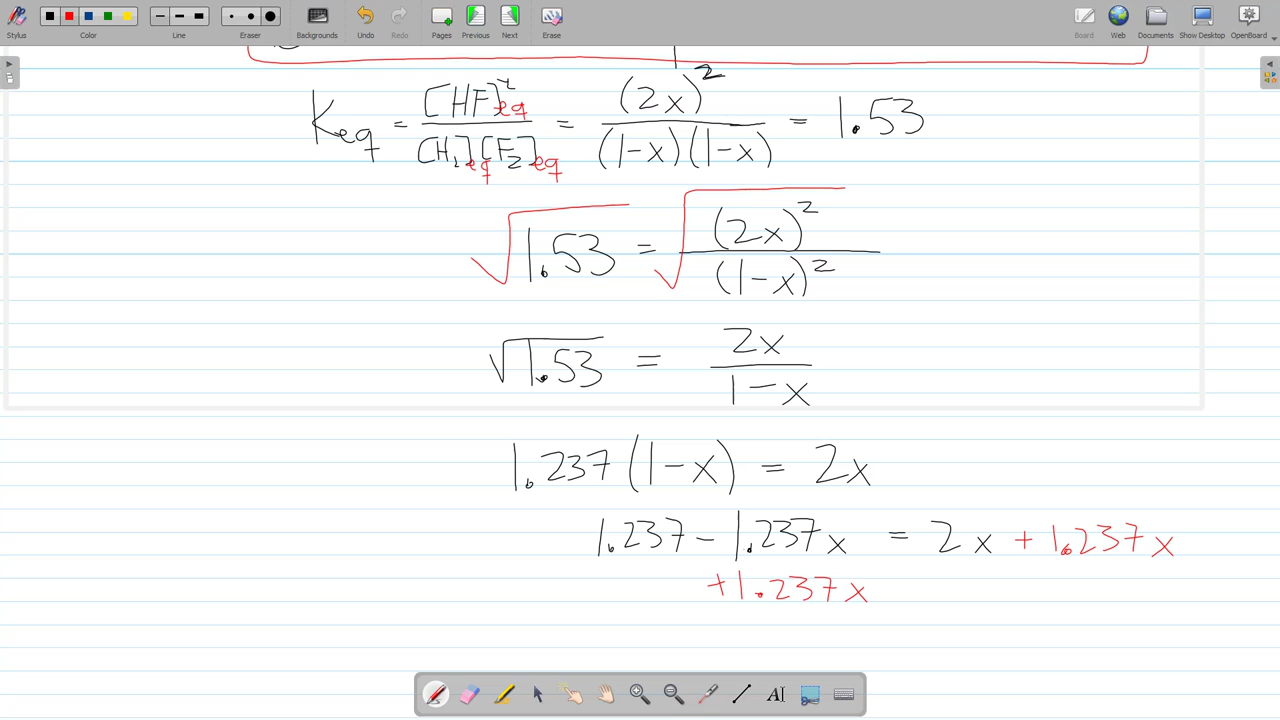 Stylus Color Line Eraser Backgrounds Undo Redo Pages Previous Next Erase Board Web Documents Show Desktop OpenBoard
Keq = [HF]²eq / [H₂]eq[F₂]eq = (2x)² / (1-x)(1-x) = 1.53
√1.53 = √(2x)² / (1-x)²
√1.53 = 2x / 1-x
1.237(1-x) = 2x
1.237 - 1.237x = 2x + 1.237x
+1.237x